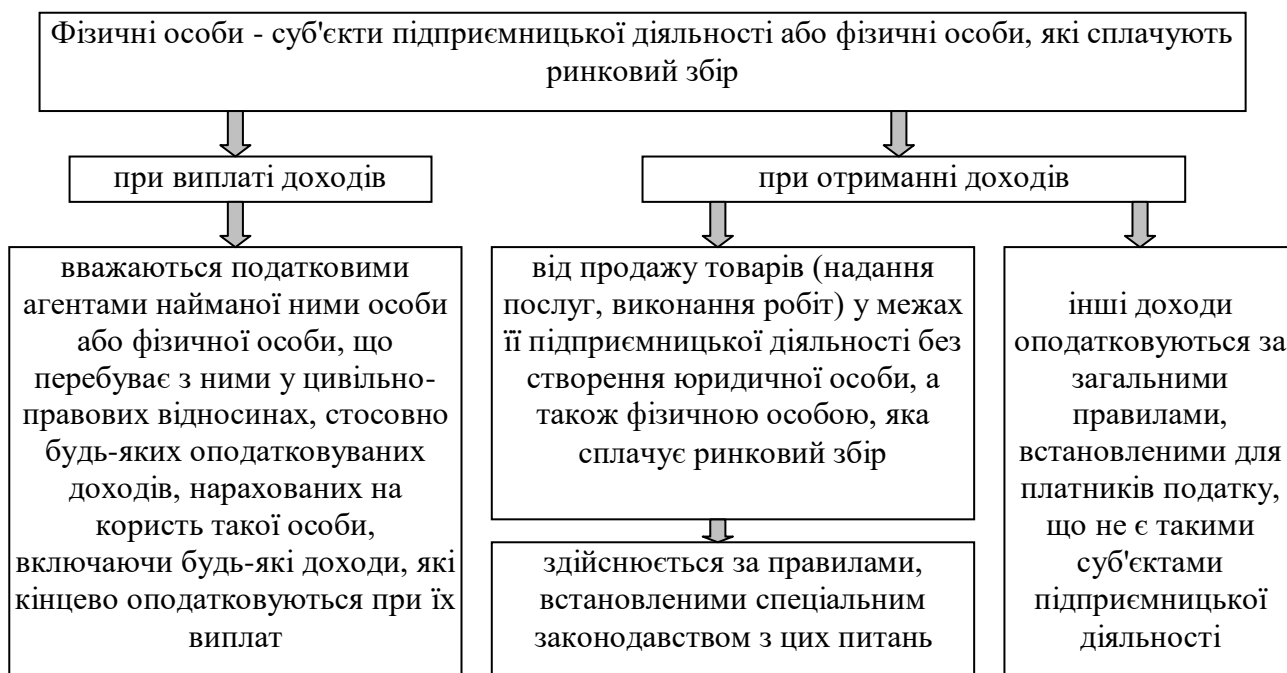 Фізичні особи - суб'єкти підприємницької діяльності або фізичні особи, які сплачують
ринковий збір
при виплаті доходів
при отриманні доходів
вважаються податковими
агентами найманої ними особи
або фізичної особи, що
перебуває з ними у цивільно-
правових відносинах, стосовно
будь-яких оподатковуваних
доходів, нарахованих на
користь такої особи,
включаючи будь-які доходи, які
кінцево оподатковуються при їх
виплат
від продажу товарів (надання
послуг, виконання робіт) у межах
її підприємницької діяльності без
створення юридичної особи, а
також фізичною особою, яка
сплачує ринковий збір
здійснюється за правилами,
встановленими спеціальним
законодавством з цих питань
інші доходи
оподатковуються за
загальними
правилами,
встановленими для
платників податку,
що не є такими
суб'єктами
підприємницької
діяльності